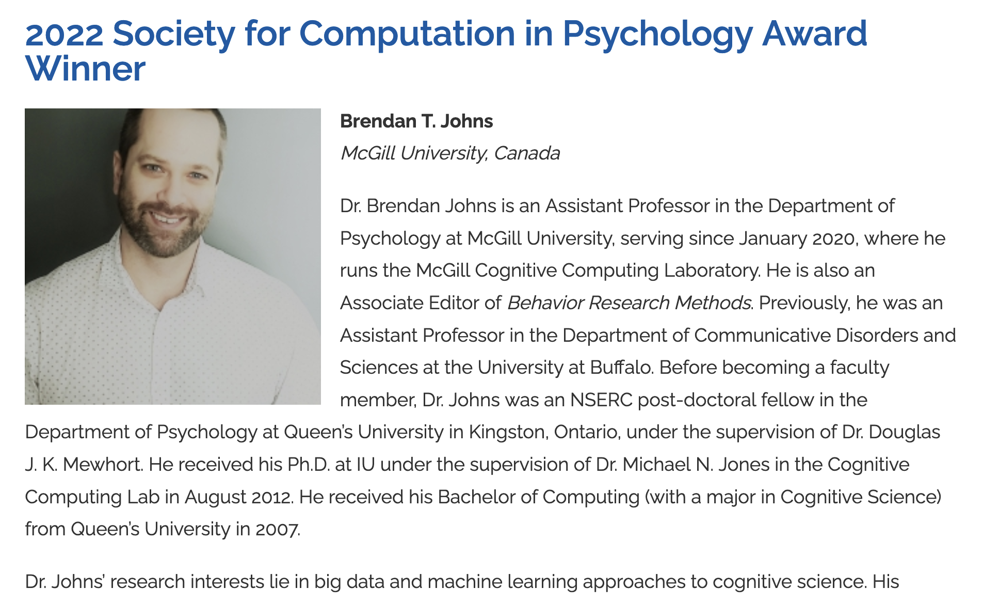 2022 Society for Computation in Psychology Award
Winner
Brendan T. Johns
McGill University, Canada
Dr. Brendan Johns is an Assistant Professor in the Department of
Psychology at McGill University, serving since January 2020, where he
runs the McGill Cognitive Computing Laboratory. He is also an
Associate Editor of Behavior Research Methods. Previously, he was an
Assistant Professor in the Department of Communicative Disorders and
Sciences at the University at Buffalo. Before becoming a faculty
member, Dr. Johns was an NSERC post-doctoral fellow in the
Department of Psychology at Queen’s University in Kingston, Ontario, under the supervision of Dr. Douglas
J. K. Mewhort. He received his Ph.D. at IU under the supervision of Dr. Michael N. Jones in the Cognitive
Computing Lab in August 2012. He received his Bachelor of Computing (with a major in Cognitive Science)
from Queen’s University in 2007.
Dr. Johns’ research interests lie in big data and machine learning approaches to cognitive science. His